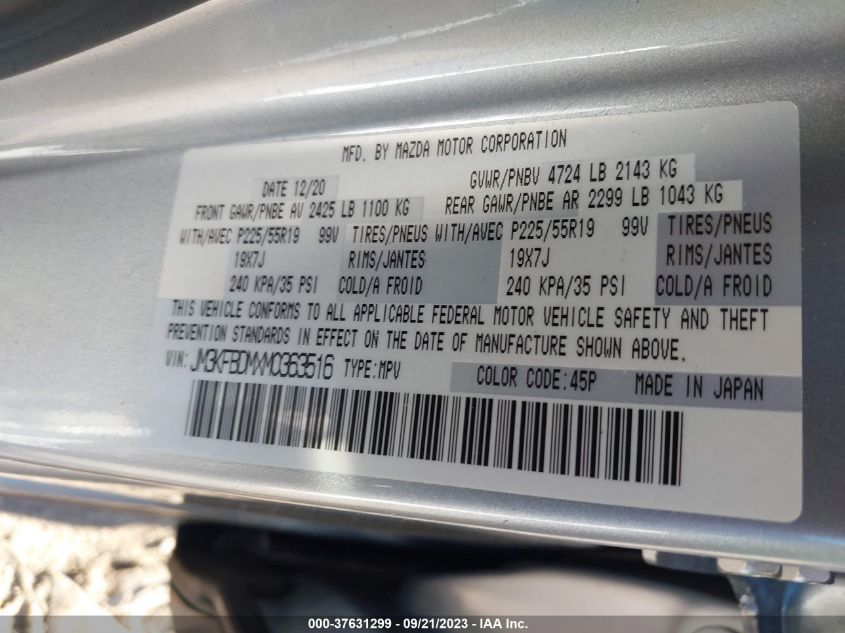 MFD. BY MAZDA MOTOR CORPORATION
DATE 12/20 GVWR/PNBV 4724 LB 2143 KG
FRONT GAWR/PNBE AV 2425 LB 1100 KG REAR GAWR/PNBE AR 2299 LB 1043 KG
WITH/AVEC P225/55R19 99V TIRES/PNEUS WITH/AVEC P225/55R19 99V TIRES/PNEUS
19X7J RIMS/JANTES 19X7J RIMS/JANTES
240 KPA/35 PSI COLD/A FROID 240 KPA/35 PSI COLD/A FROID
THIS VEHICLE CONFORMS TO ALL APPLICABLE FEDERAL MOTOR VEHICLE SAFETY AND THEFT
PREVENTION STANDARDS IN EFFECT ON THE DATE OF MANUFACTURE SHOWN ABOVE.
VIN: JM3KFBDMXM0363516 TYPE:MPV COLOR CODE:45P MADE IN JAPAN
000-37631299 - 09/21/2023 - IAA Inc.